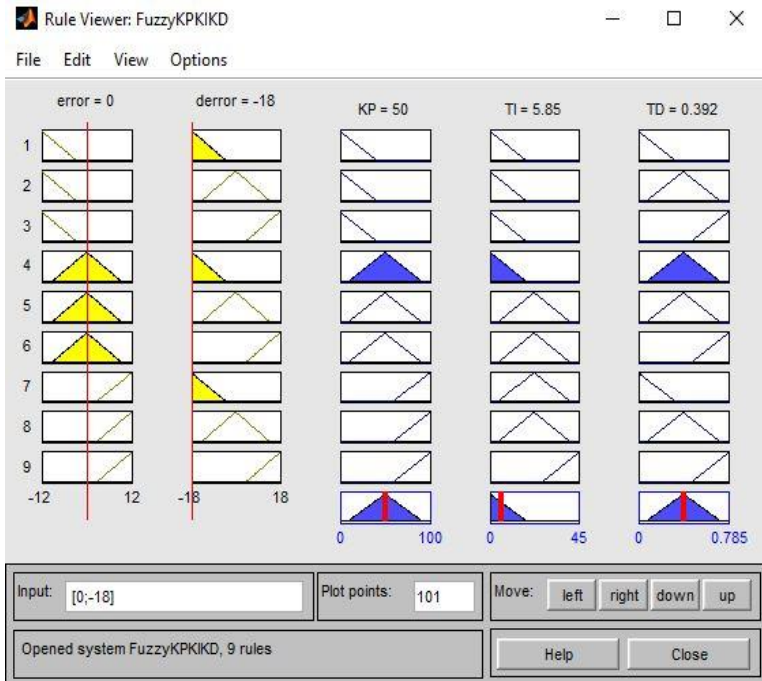 Rule Viewer: FuzzyKPKIKD
File Edit View Options
error = 0 derror = -18 KP = 50 TI = 5.85 TD = 0.392
1
2
3
4
5
6
7
8
9
-12 12 -18 18
0 100 0 45 0 0.785
Input: [0;-18] Plot points: 101 Move: left right down up
Opened system FuzzyKPKIKD, 9 rules Help Close